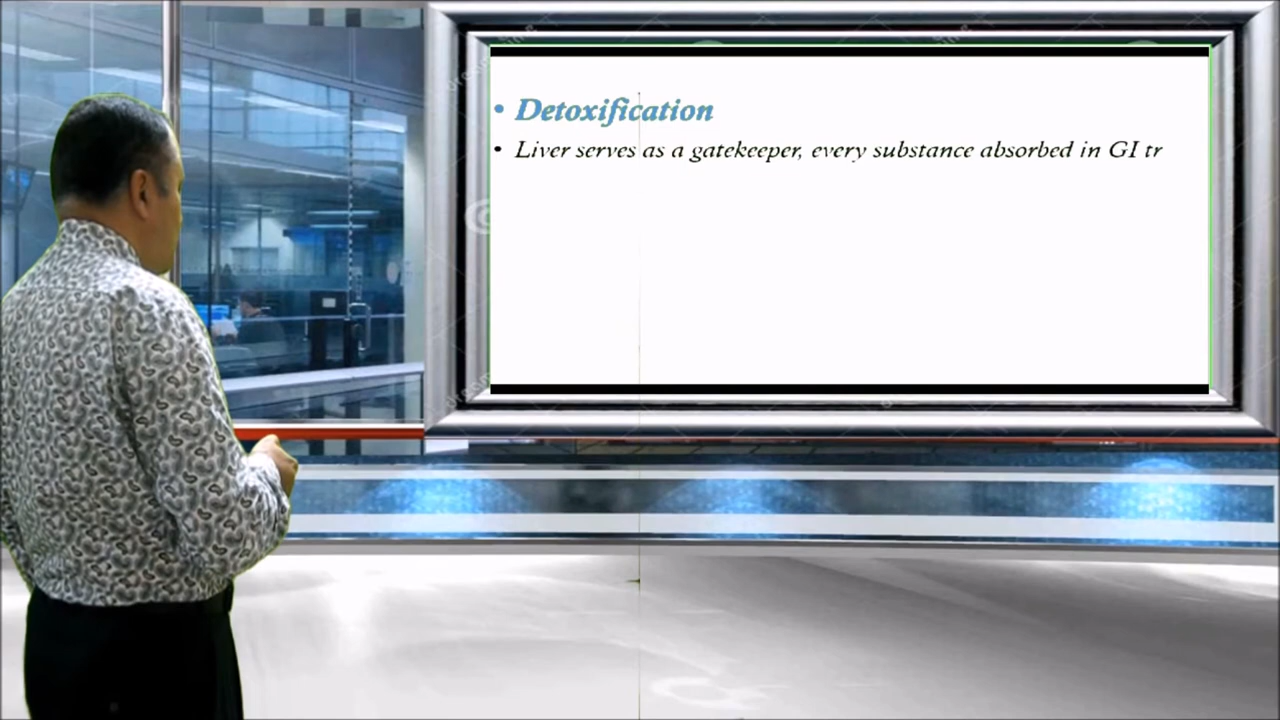 • Detoxification
• Liver serves as a gatekeeper, every substance absorbed in GI tr